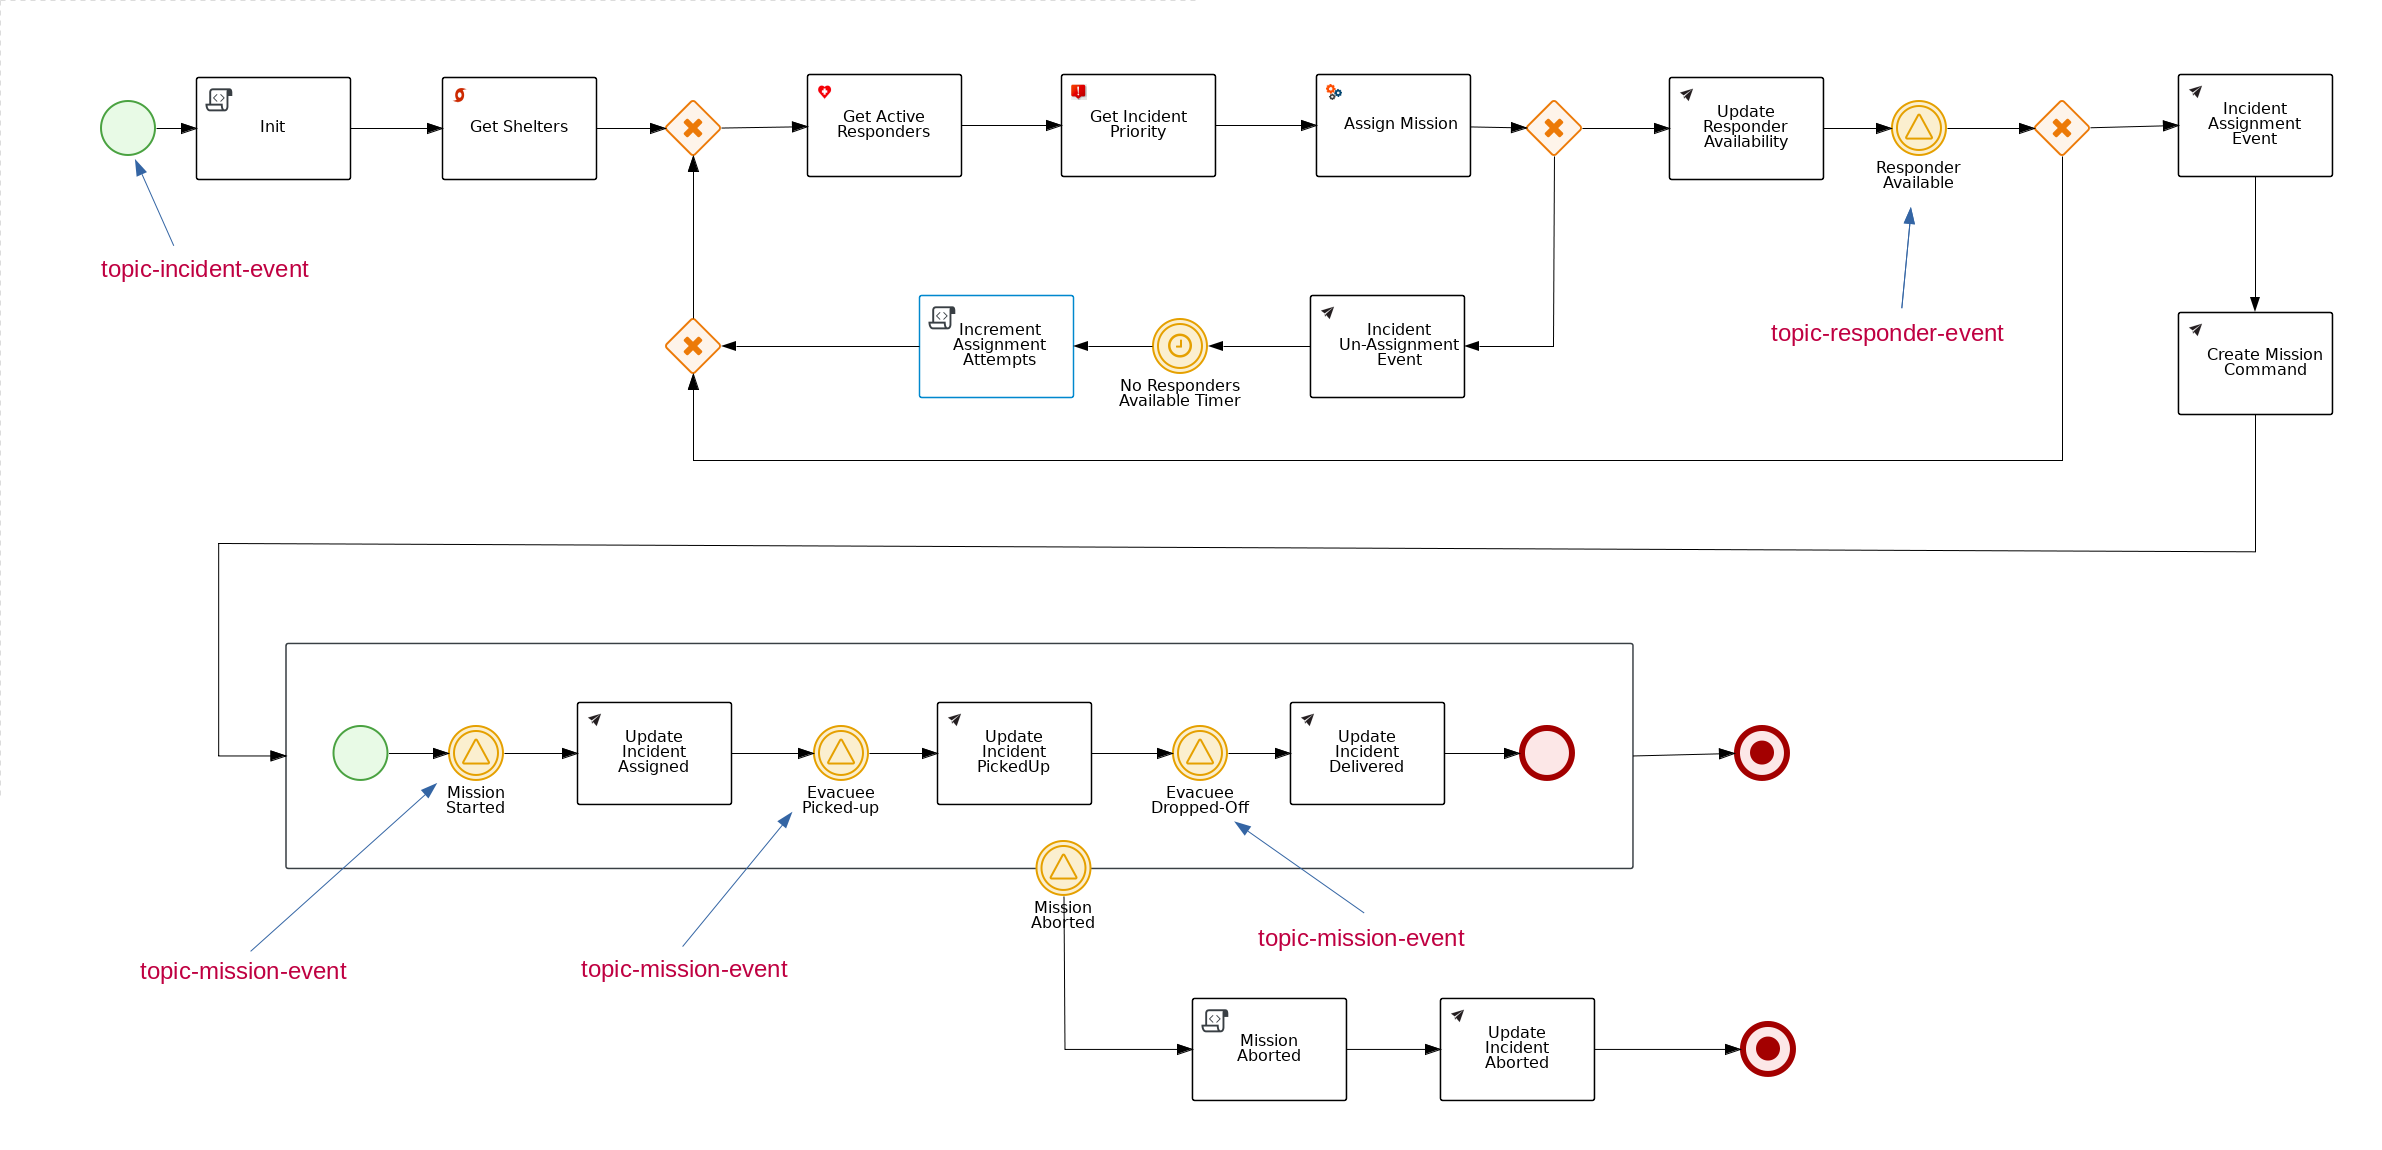 Init
Get Shelters
Get Active
Responders
Get Incident
Priority
Assign Mission
Update
Responder
Availability
Responder
Available
Incident
Assignment
Event
topic-incident-event
Increment
Assignment
Attempts
No Responders
Available Timer
Incident
Un-Assignment
Event
topic-responder-event
Create Mission
Command
Mission
Started
Update
Incident
Assigned
Evacuee
Picked-up
Update
Incident
PickedUp
Evacuee
Dropped-Off
Update
Incident
Delivered
Mission
Aborted
topic-mission-event
topic-mission-event
topic-mission-event
Mission
Aborted
Update
Incident
Aborted